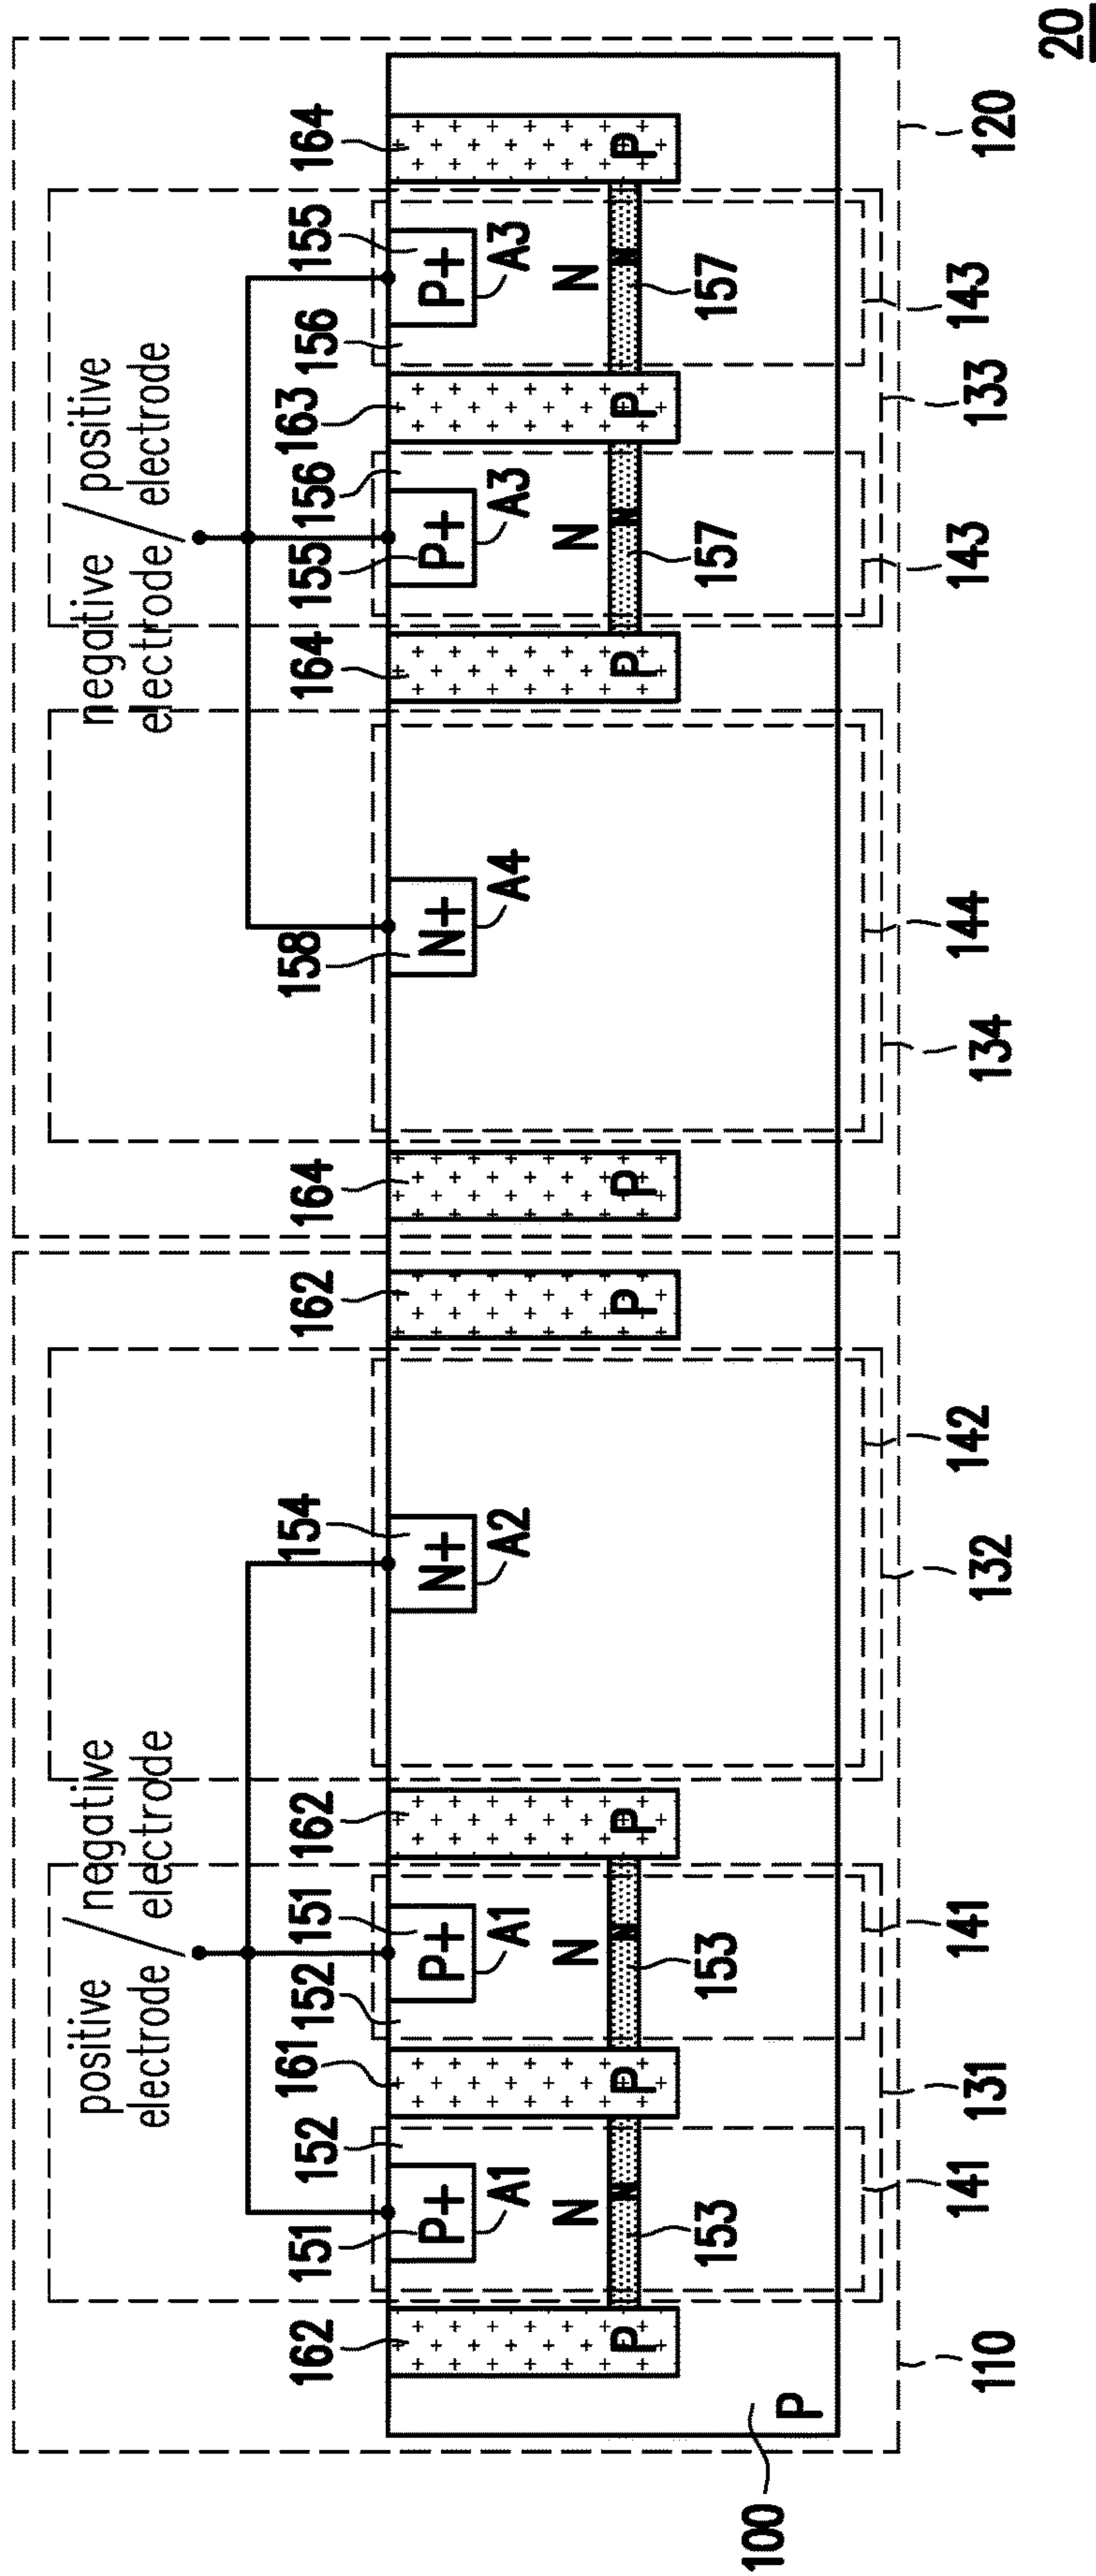 positive negative
electrode electrode
negative positive
electrode electrode
162 151 152 161 152 151 162 154 162 164 158 164 155 156 163 156 155 164
P+ P+ N+ N+ P+ P+
A1 A1 A2 A4 A3 A3
N N N N
P N P N P P P P N P N P
153 153 157 157
100 P
141 141 142 144 143 143
110 131 132 134 133 120
20